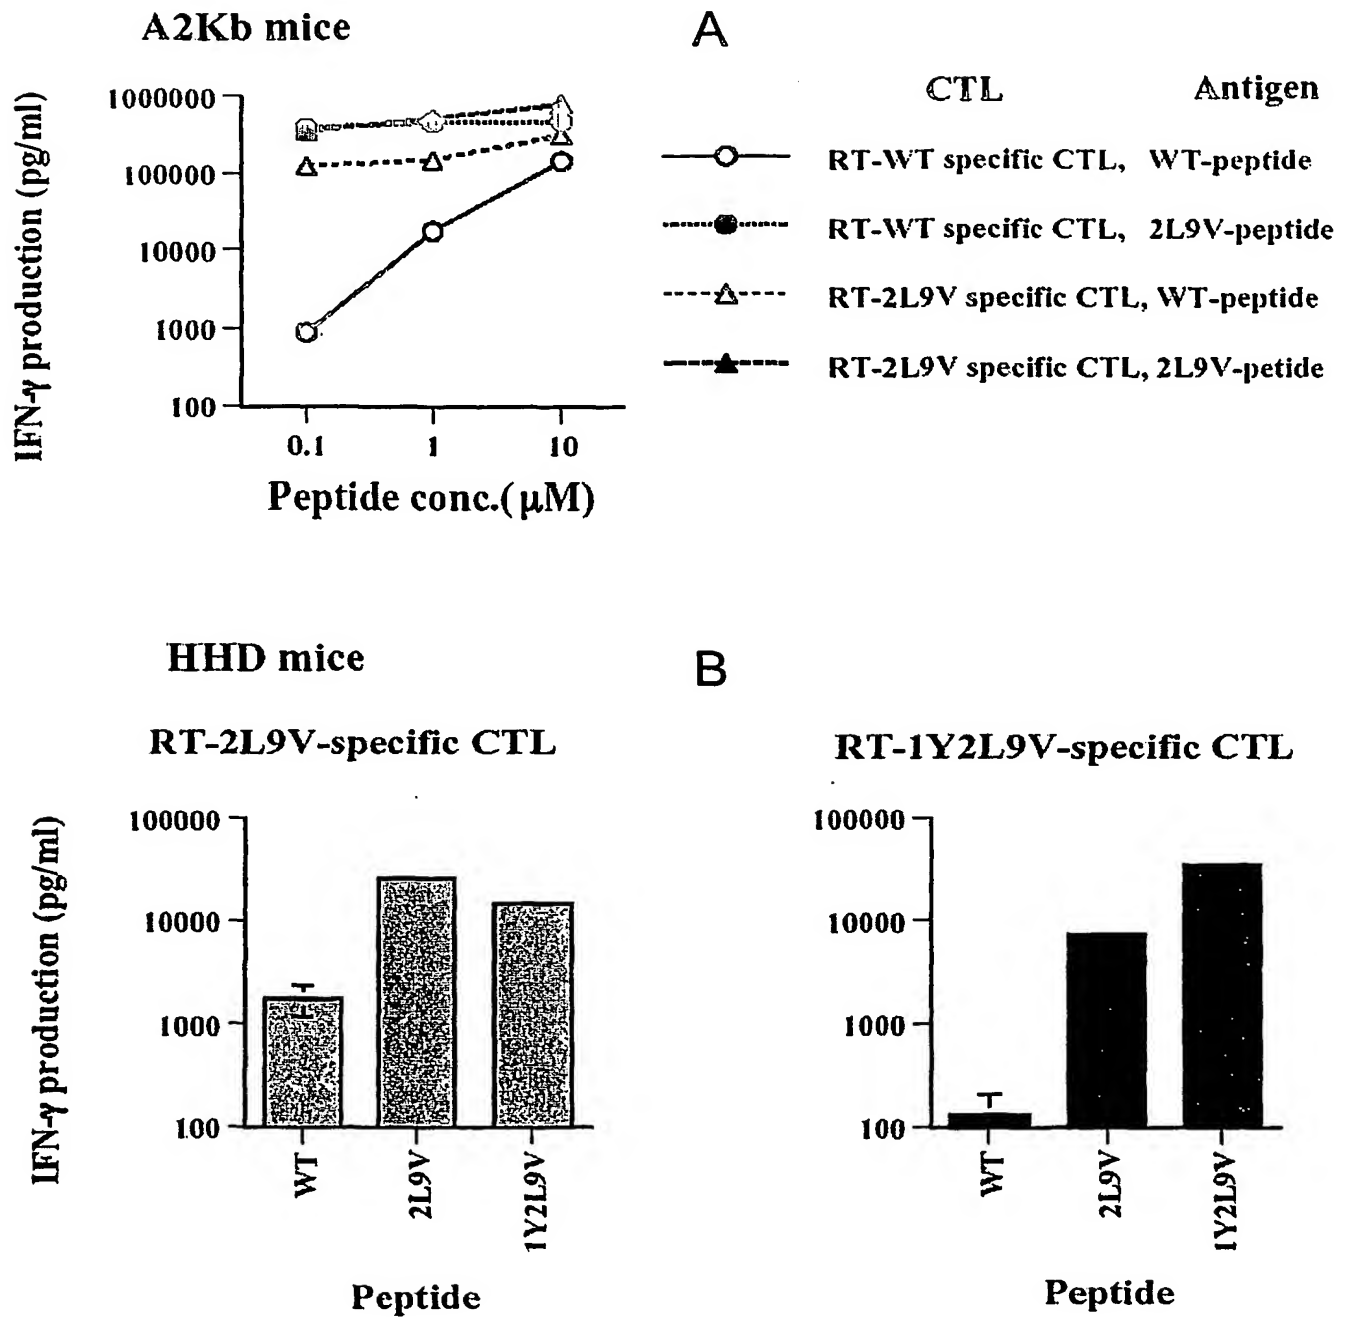 A2Kb mice
A
IFN-γ production (pg/ml)
1000000
100000
10000
1000
100
0.1 1 10
Peptide conc.(μM)
CTL Antigen
RT-WT specific CTL, WT-peptide
RT-WT specific CTL, 2L9V-peptide
RT-2L9V specific CTL, WT-peptide
RT-2L9V specific CTL, 2L9V-petide
HHD mice
B
RT-2L9V-specific CTL
IFN-γ production (pg/ml)
100000
10000
1000
100
WT
2L9V
1Y2L9V
Peptide
RT-1Y2L9V-specific CTL
100000
10000
1000
100
WT
2L9V
1Y2L9V
Peptide